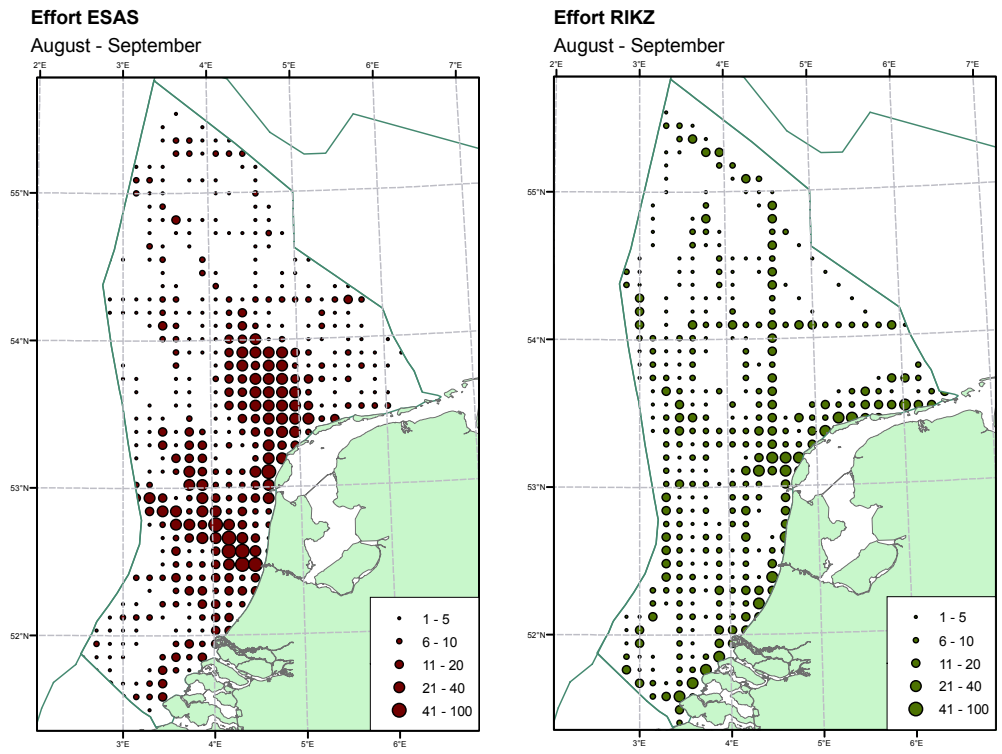 Effort ESAS
August - September
2°E 3°E 4°E 5°E 6°E 7°E
55°N
54°N
53°N
52°N
1 - 5
6 - 10
11 - 20
21 - 40
41 - 100
3°E 4°E 5°E 6°E
Effort RIKZ
August - September
2°E 3°E 4°E 5°E 6°E 7°E
55°N
54°N
53°N
52°N
1 - 5
6 - 10
11 - 20
21 - 40
41 - 100
3°E 4°E 5°E 6°E